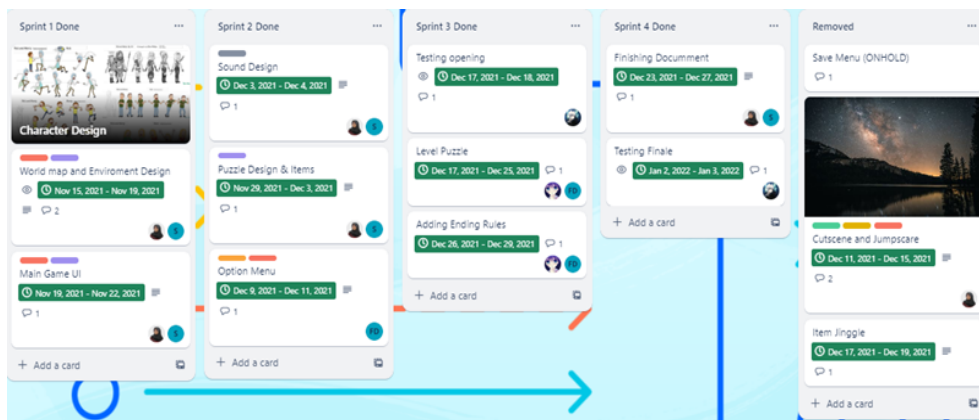 Sprint 1 Done
Character Design
World map and Enviroment Design
Nov 15, 2021 - Nov 19, 2021
2
S
Main Game UI
Nov 19, 2021 - Nov 22, 2021
1
S
+ Add a card
Sprint 2 Done
Sound Design
Dec 3, 2021 - Dec 4, 2021
1
S
Puzzle Design & Items
Nov 29, 2021 - Dec 3, 2021
1
S
Option Menu
Dec 9, 2021 - Dec 11, 2021
1
FD
+ Add a card
Sprint 3 Done
Testing opening
Dec 17, 2021 - Dec 18, 2021
1
Level Puzzle
Dec 17, 2021 - Dec 25, 2021 1
FD
Adding Ending Rules
Dec 26, 2021 - Dec 29, 2021 1
FD
+ Add a card
Sprint 4 Done
Finishing Documment
Dec 23, 2021 - Dec 27, 2021
1
S
Testing Finale
Jan 2, 2022 - Jan 3, 2022 1
+ Add a card
Removed
Save Menu (ONHOLD)
1
Cutscene and Jumpscare
Dec 11, 2021 - Dec 15, 2021
2
Item Jinggle
Dec 17, 2021 - Dec 19, 2021
1
+ Add a card